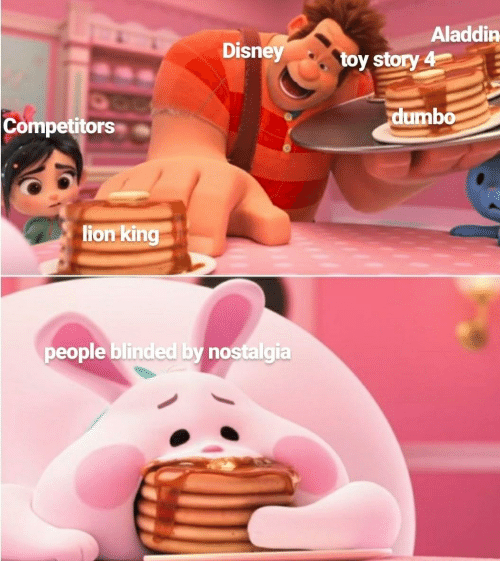 Aladdin
Disney
toy story 4
dumbo
Competitors
lion king
people blinded by nostalgia